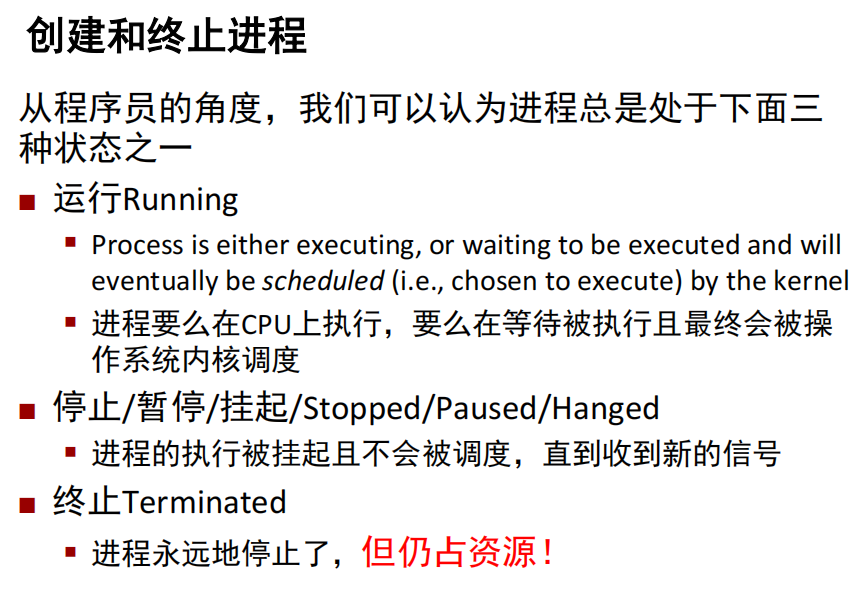 创建和终止进程
从程序员的角度，我们可以认为进程总是处于下面三
种状态之一
■ 运行Running
▪ Process is either executing, or waiting to be executed and will
eventually be scheduled (i.e., chosen to execute) by the kernel
▪ 进程要么在CPU上执行，要么在等待被执行且最终会被操
作系统内核调度
■ 停止/暂停/挂起/Stopped/Paused/Hanged
▪ 进程的执行被挂起且不会被调度，直到收到新的信号
■ 终止Terminated
▪ 进程永远地停止了，但仍占资源！